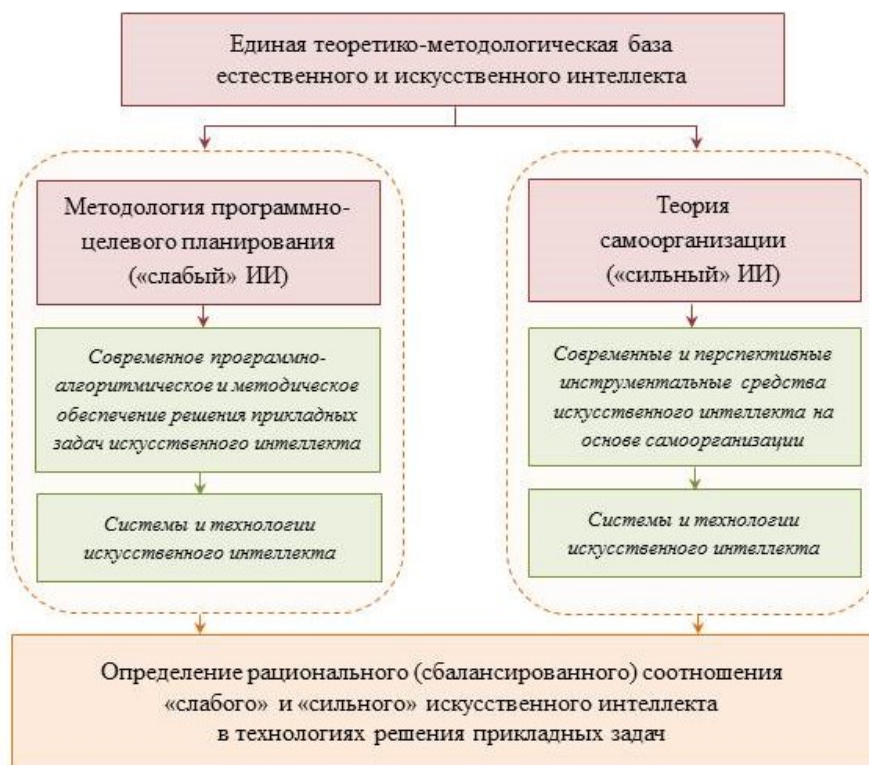 Единая теоретико-методологическая база
естественного и искусственного интеллекта
Методология программно-
целевого планирования
(«слабый» ИИ)
Современное программно-
алгоритмическое и методическое
обеспечение решения прикладных
задач искусственного интеллекта
Системы и технологии
искусственного интеллекта
Теория
самоорганизации
(«сильный» ИИ)
Современные и перспективные
инструментальные средства
искусственного интеллекта на
основе самоорганизации
Системы и технологии
искусственного интеллекта
Определение рационального (сбалансированного) соотношения
«слабого» и «сильного» искусственного интеллекта
в технологиях решения прикладных задач